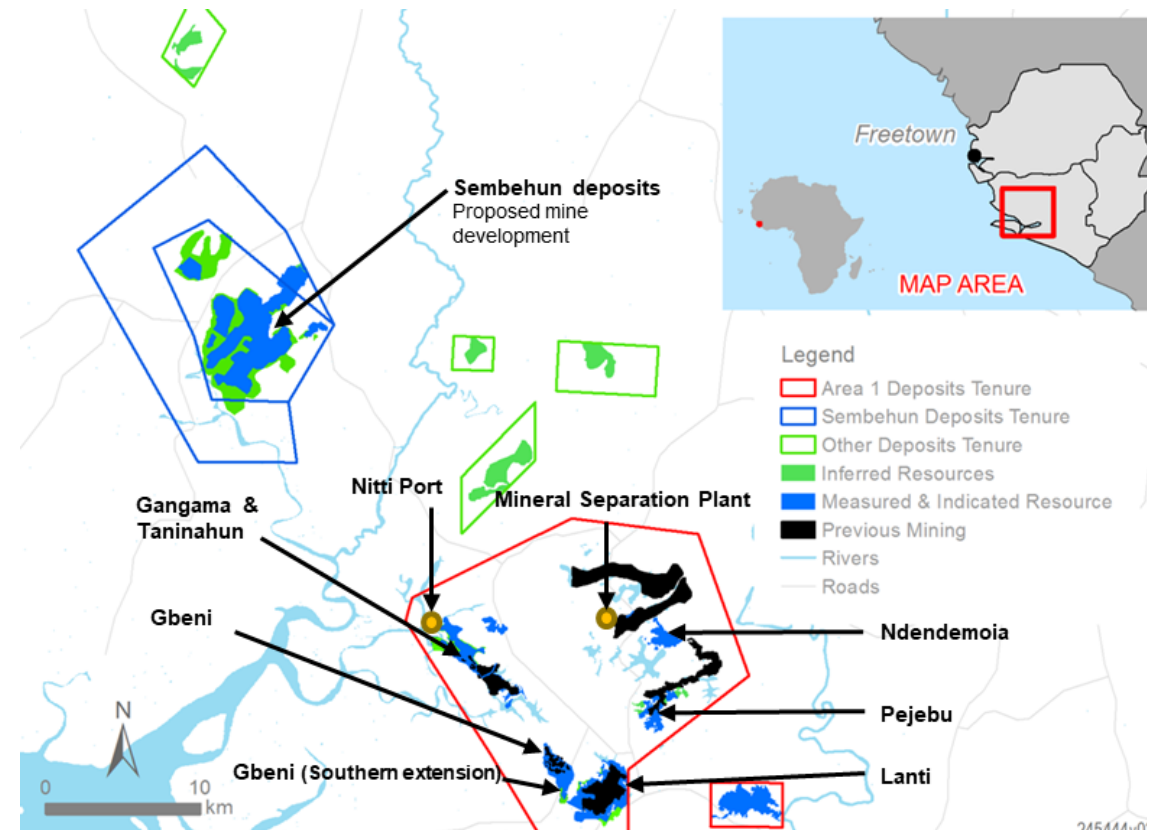 Freetown
MAP AREA
Sembehun deposits
Proposed mine
development
Legend
Area 1 Deposits Tenure
Sembehun Deposits Tenure
Other Deposits Tenure
Inferred Resources
Measured & Indicated Resource
Previous Mining
Rivers
Roads
Nitti Port
Mineral Separation Plant
Gangama &
Taninahun
Gbeni
Ndendemoia
Pejebu
Gbeni (Southern extension)
Lanti
N
0 10
km